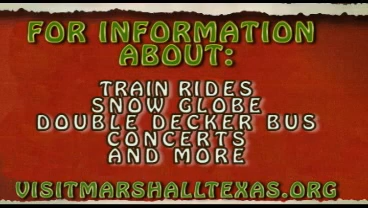 FOR INFORMATION
ABOUT:
TRAIN RIDES
SNOW GLOBE
DOUBLE DECKER BUS
CONCERTS
AND MORE
VISITMARSHALLTEXAS.ORG